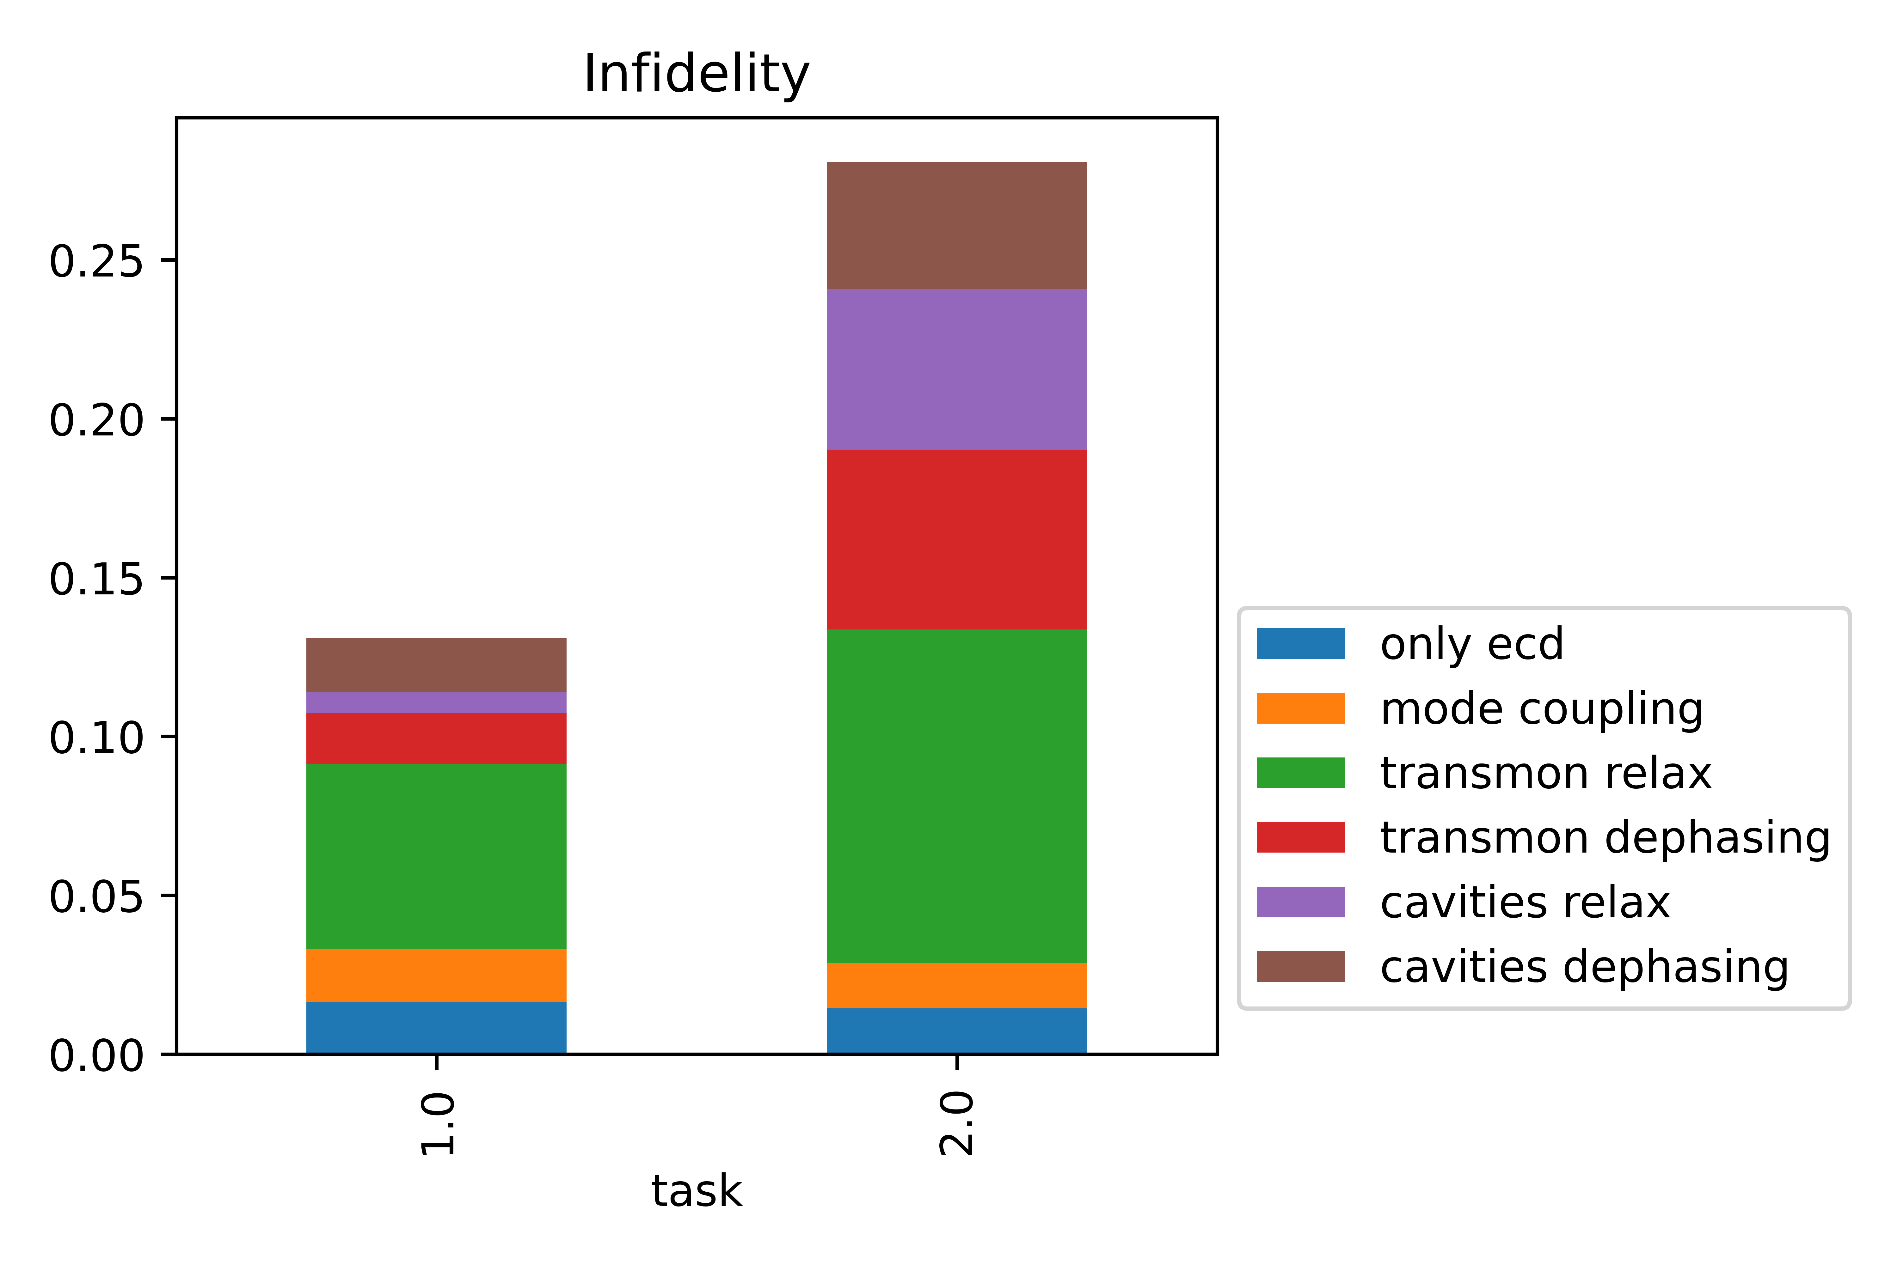 Infidelity
0.25
0.20
0.15
0.10
0.05
0.00
1.0
2.0
task
only ecd
mode coupling
transmon relax
transmon dephasing
cavities relax
cavities dephasing